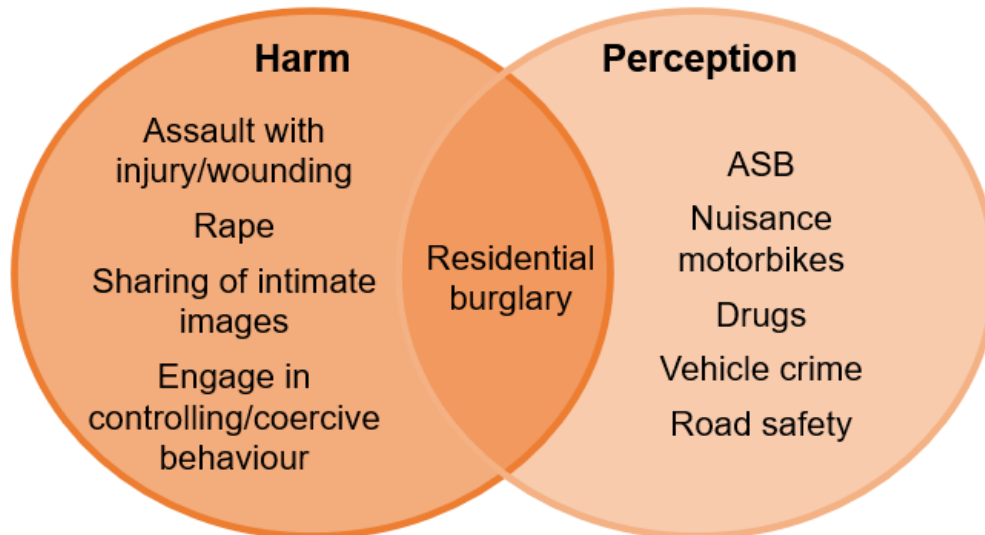 Harm
Assault with
injury/wounding
Rape
Sharing of intimate
images
Engage in
controlling/coercive
behaviour
Residential
burglary
Perception
ASB
Nuisance
motorbikes
Drugs
Vehicle crime
Road safety